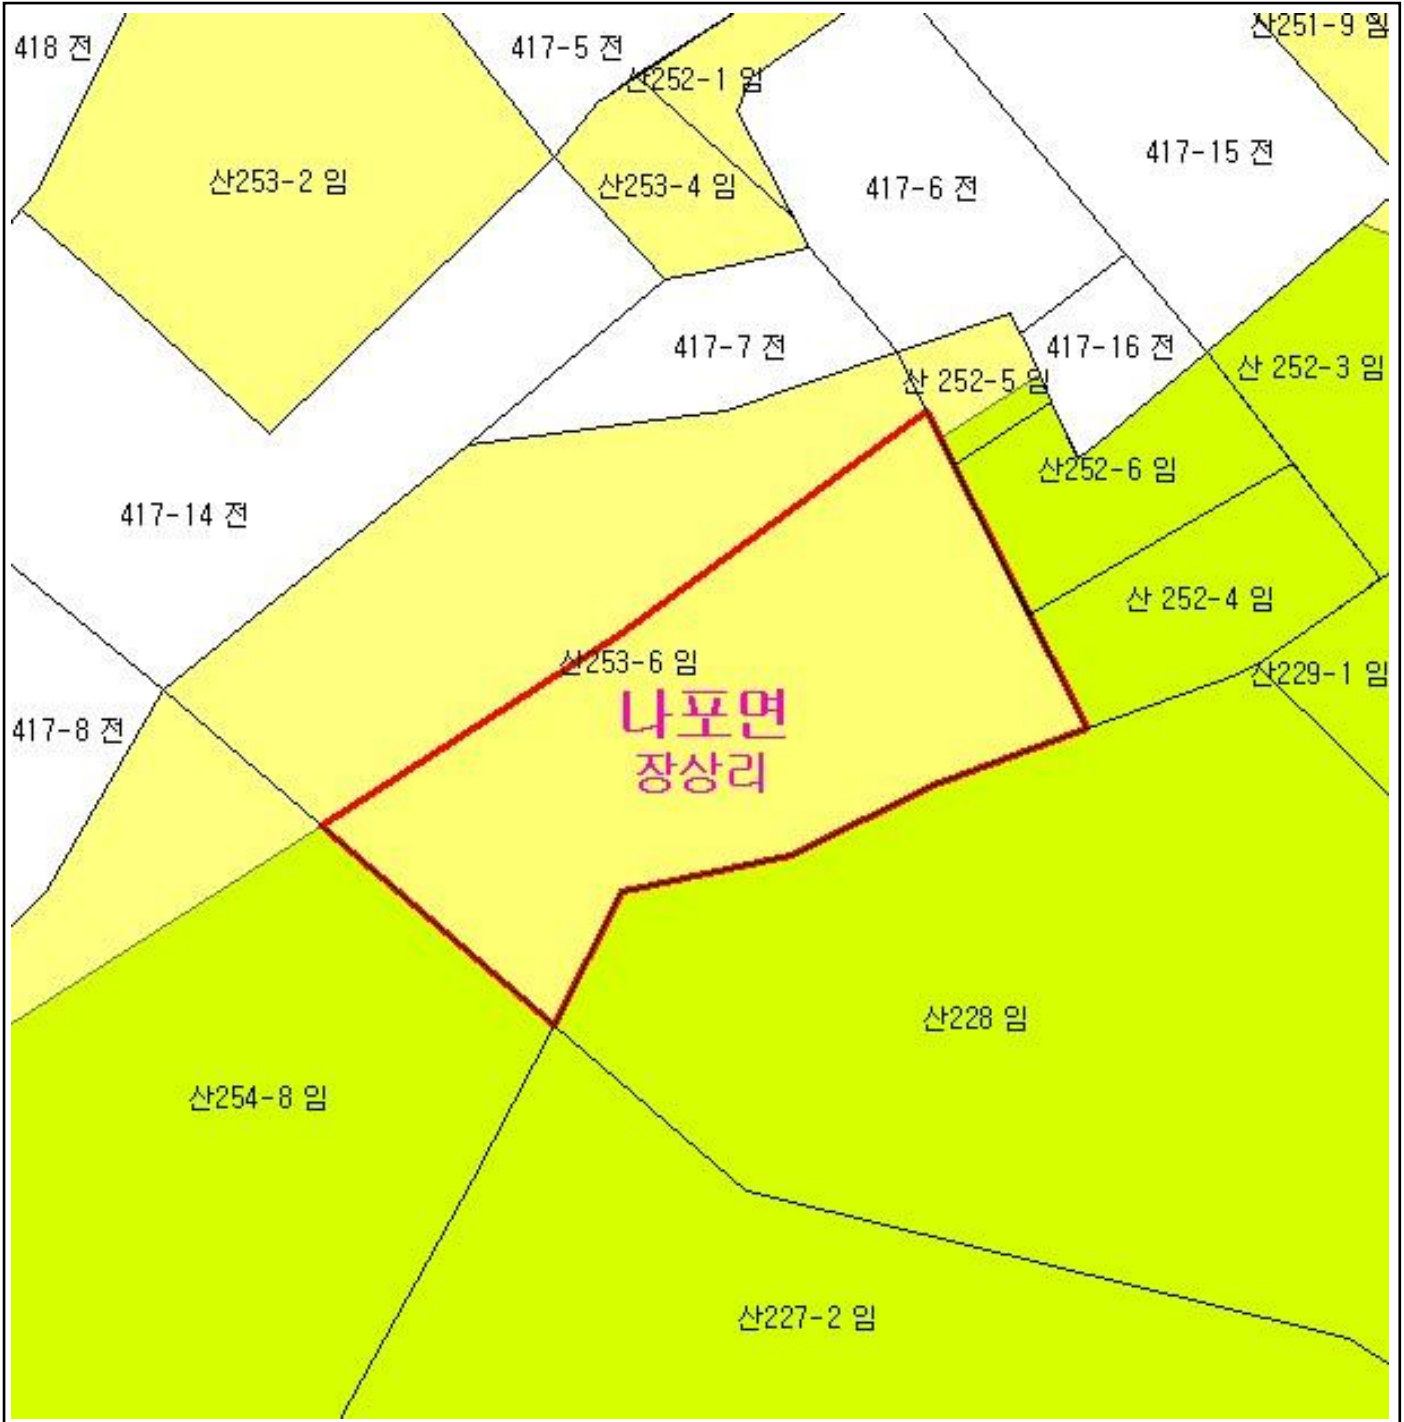 418 전
417-5 전
산251-9 임
산252-1 임
417-15 전
산253-2 임
산253-4 임
417-6 전
417-7 전
417-16 전
산 252-3 임
산 252-5 임
산252-6 임
417-14 전
산 252-4 임
산253-6 임
산229-1 임
나포면
417-8 전
장상리
산228 임
산254-8 임
산227-2 임